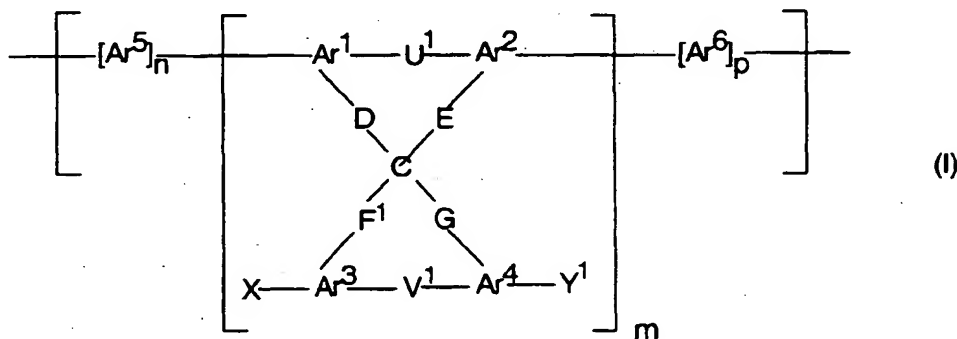 [Ar⁵]n Ar¹ U¹ Ar² [Ar⁶]p
D E
C (I)
F¹ G
X Ar³ V¹ Ar⁴ Y¹
m